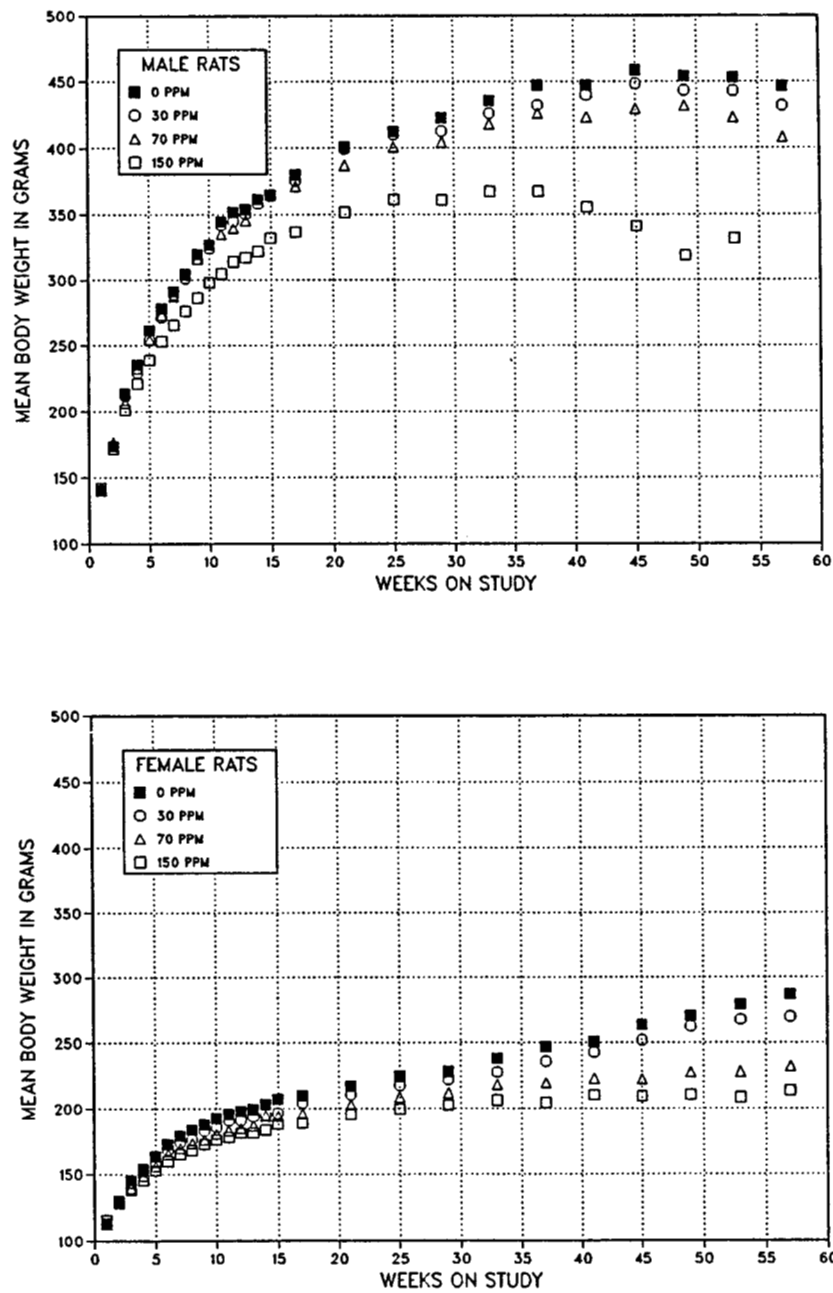 500
450
400
350
300
250
200
150
100
MEAN BODY WEIGHT IN GRAMS
MALE RATS
0 PPM
30 PPM
70 PPM
150 PPM
0 5 10 15 20 25 30 35 40 45 50 55 60
WEEKS ON STUDY
500
450
400
350
300
250
200
150
100
MEAN BODY WEIGHT IN GRAMS
FEMALE RATS
0 PPM
30 PPM
70 PPM
150 PPM
0 5 10 15 20 25 30 35 40 45 50 55 60
WEEKS ON STUDY